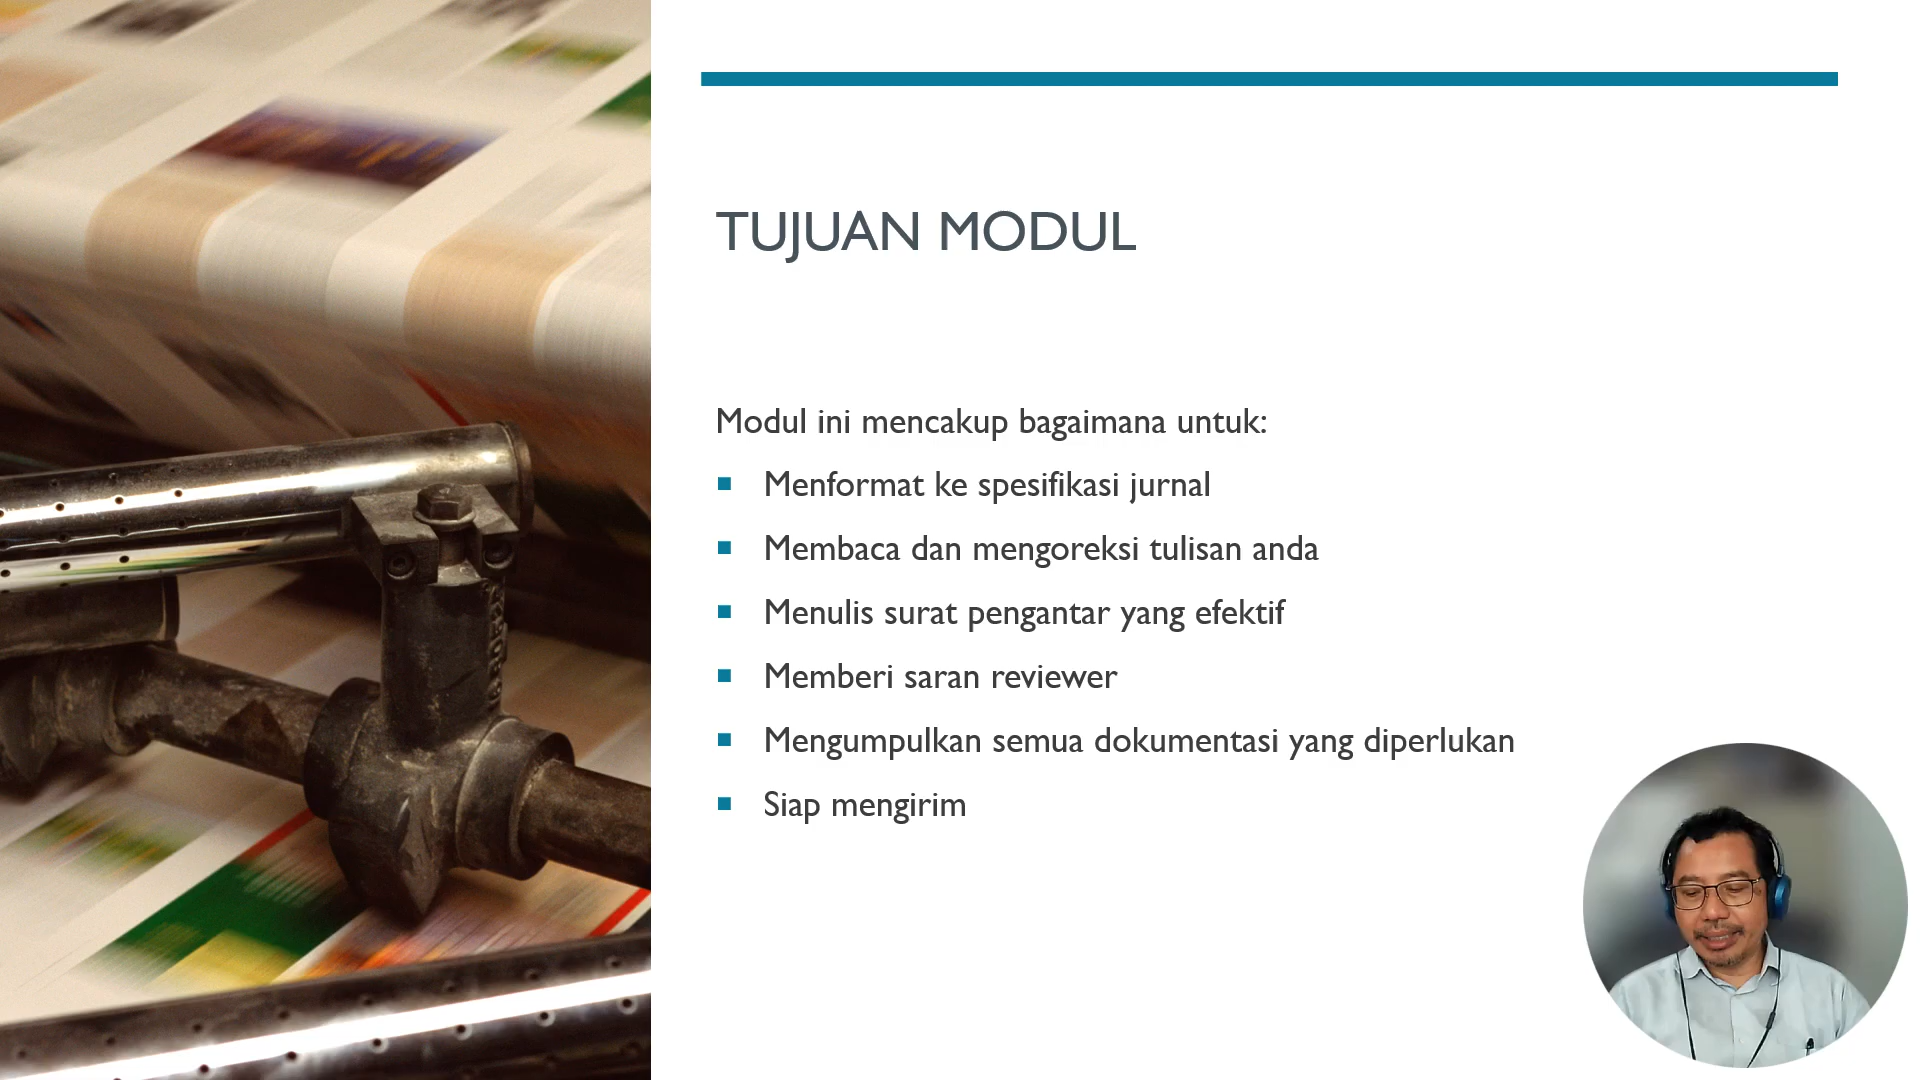 TUJUAN MODUL
Modul ini mencakup bagaimana untuk:
Menformat ke spesifikasi jurnal
Membaca dan mengoreksi tulisan anda
Menulis surat pengantar yang efektif
Memberi saran reviewer
Mengumpulkan semua dokumentasi yang diperlukan
Siap mengirim